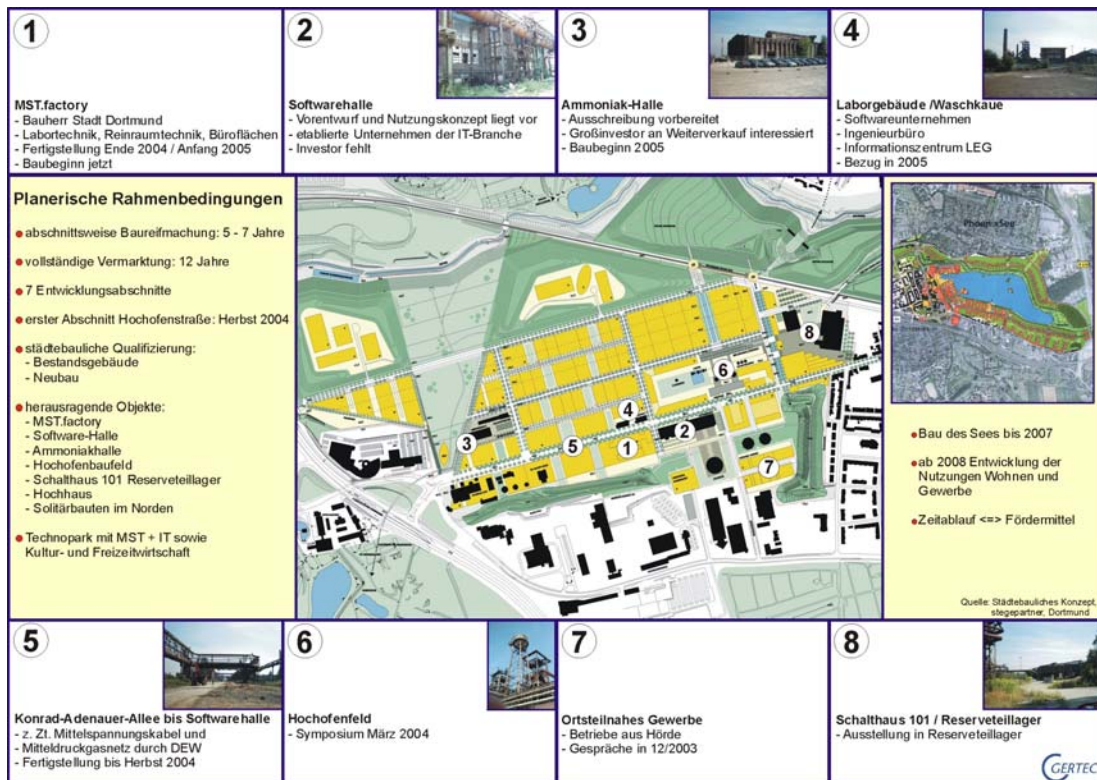 1
MST.factory
- Bauherr Stadt Dortmund
- Labortechnik, Reinraumtechnik, Büroflächen
- Fertigstellung Ende 2004 / Anfang 2005
- Baubeginn jetzt
2
Softwarehalle
- Vorentwurf und Nutzungskonzept liegt vor
- etablierte Unternehmen der IT-Branche
- Investor fehlt
3
Ammoniak-Halle
- Ausschreibung vorbereitet
- Großinvestor an Weiterverkauf interessiert
- Baubeginn 2005
4
Laborgebäude /Waschkaue
- Softwareunternehmen
- Ingenieurbüro
- Informationszentrum LEG
- Bezug in 2005
Planerische Rahmenbedingungen
abschnittsweise Baureifmachung: 5 - 7 Jahre
vollständige Vermarktung: 12 Jahre
7 Entwicklungsabschnitte
erster Abschnitt Hochofenstraße: Herbst 2004
städtebauliche Qualifizierung:
- Bestandsgebäude
- Neubau
herausragende Objekte:
- MST.factory
- Software-Halle
- Ammoniakhalle
- Hochofenbaufeld
- Schalthaus 101 Reserveteillager
- Hochhaus
- Solitärbauten im Norden
Technopark mit MST + IT sowie
Kultur- und Freizeitwirtschaft
8
6
4
3
5
1
2
7
Phoenix See
Bau des Sees bis 2007
ab 2008 Entwicklung der
Nutzungen Wohnen und
Gewerbe
Zeitablauf <=> Fördermittel
Quelle: Städtebauliches Konzept,
stegepartner, Dortmund
5
Konrad-Adenauer-Allee bis Softwarehalle
- z. Zt. Mittelspannungskabel und
- Mitteldruckgasnetz durch DEW
- Fertigstellung bis Herbst 2004
6
Hochofenfeld
- Symposium März 2004
7
Ortsteilnahes Gewerbe
- Betriebe aus Hörde
- Gespräche in 12/2003
8
Schalthaus 101 / Reserveteillager
- Ausstellung in Reserveteillager
GERTEC